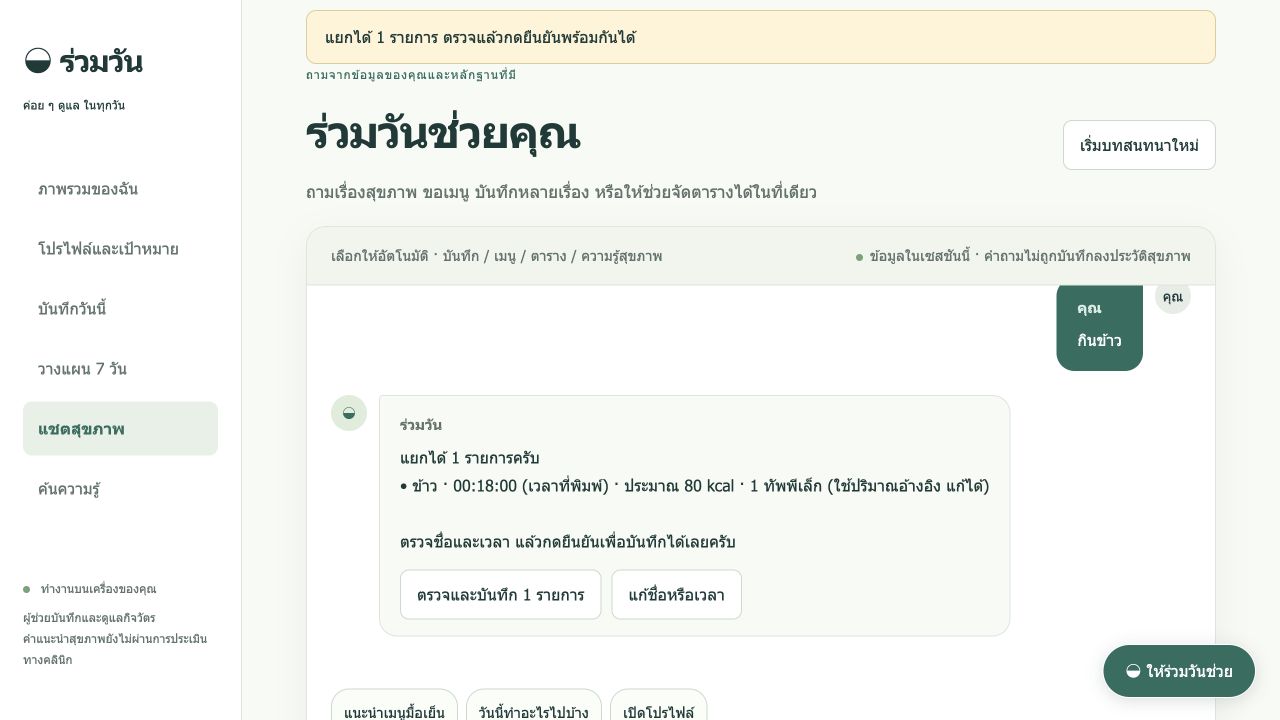 ร่วมวัน
ค่อย ๆ ดูแล ในทุกวัน
ภาพรวมของฉัน
โปรไฟล์และเป้าหมาย
บันทึกวันนี้
วางแผน 7 วัน
แชตสุขภาพ
ค้นความรู้
ทำงานบนเครื่องของคุณ
ผู้ช่วยบันทึกและดูแลกิจวัตร
คำแนะนำสุขภาพยังไม่ผ่านการประเมิน
ทางคลินิก
แยกได้ 1 รายการ ตรวจแล้วกดยืนยันพร้อมกันได้
ถามจากข้อมูลของคุณและหลักฐานที่มี
ร่วมวันช่วยคุณ
เริ่มบทสนทนาใหม่
ถามเรื่องสุขภาพ ขอเมนู บันทึกหลายเรื่อง หรือให้ช่วยจัดตารางได้ในที่เดียว
เลือกให้อัตโนมัติ · บันทึก / เมนู / ตาราง / ความรู้สุขภาพ
ข้อมูลในเซสชันนี้ · คำถามไม่ถูกบันทึกลงประวัติสุขภาพ
คุณ
คุณ
กินข้าว
ร่วมวัน
แยกได้ 1 รายการครับ
• ข้าว · 00:18:00 (เวลาที่พิมพ์) · ประมาณ 80 kcal · 1 ทัพพีเล็ก (ใช้ปริมาณอ้างอิง แก้ได้)
ตรวจชื่อและเวลา แล้วกดยืนยันเพื่อบันทึกได้เลยครับ
ตรวจและบันทึก 1 รายการ
แก้ชื่อหรือเวลา
ให้ร่วมวันช่วย
แนะนำเมนูมื้อเย็น
วันนี้ทำอะไรไปบ้าง
เปิดโปรไฟล์